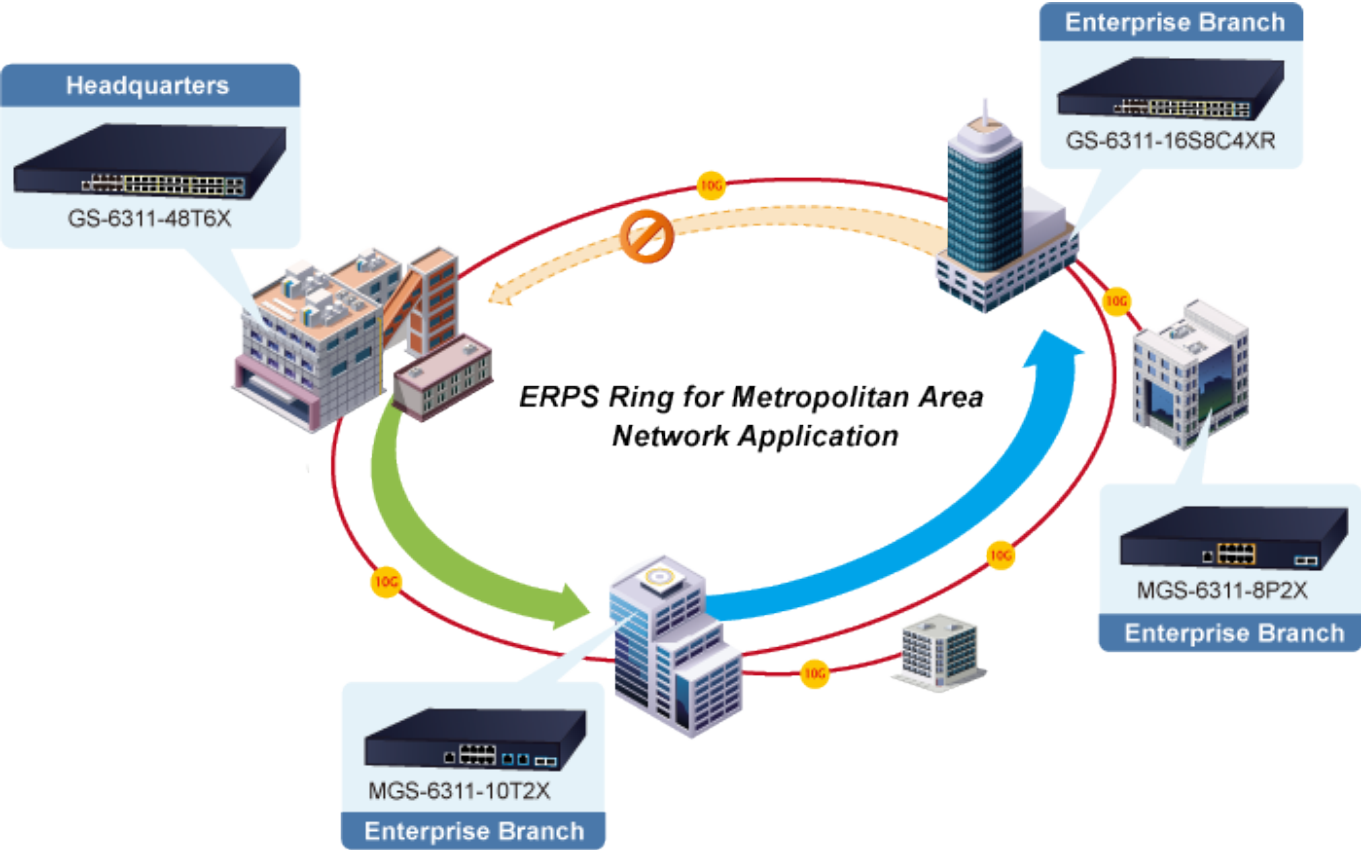 Enterprise Branch
GS-6311-16S8C4XR
Headquarters
GS-6311-48T6X
10G
10G
ERPS Ring for Metropolitan Area
Network Application
10G
10G
10G
MGS-6311-8P2X
Enterprise Branch
MGS-6311-10T2X
Enterprise Branch